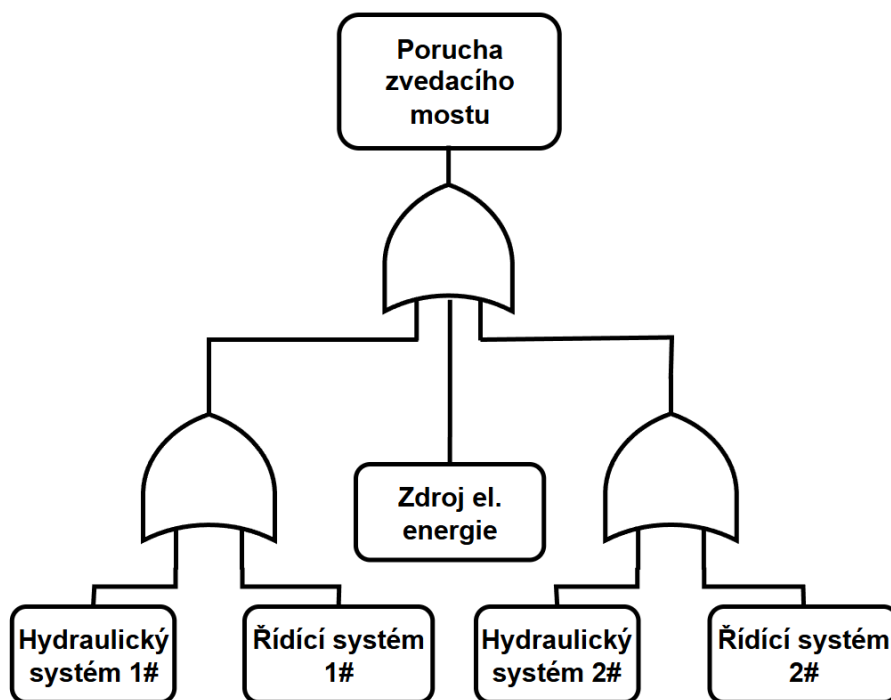 Porucha
zvedacího
mostu
Zdroj el.
energie
Hydraulický
systém 1#
Řídící systém
1#
Hydraulický
systém 2#
Řídící systém
2#